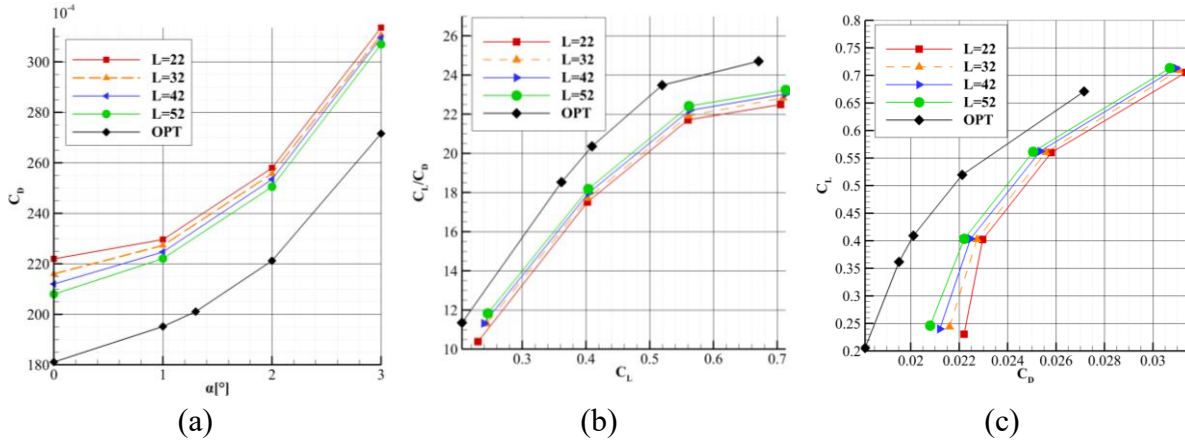 10⁻⁴
300
280
260
240
220
200
180
C_D
0
1
2
3
α[°]
L=22
L=32
L=42
L=52
OPT
(a)
26
24
22
20
18
16
14
12
10
C_L/C_D
0.3
0.4
0.5
0.6
0.7
C_L
L=22
L=32
L=42
L=52
OPT
(b)
0.8
0.75
0.7
0.65
0.6
0.55
0.5
0.45
0.4
0.35
0.3
0.25
0.2
C_L
0.02
0.022
0.024
0.026
0.028
0.03
C_D
L=22
L=32
L=42
L=52
OPT
(c)